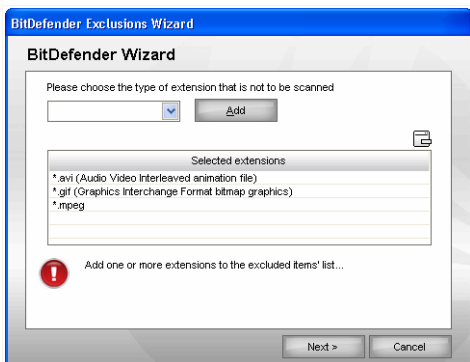 BitDefender Exclusions Wizard
BitDefender Wizard
Please choose the type of extension that is not to be scanned
Add
Selected extensions
*.avi (Audio Video Interleaved animation file)
*.gif (Graphics Interchange Format bitmap graphics)
*.mpeg
Add one or more extensions to the excluded items' list...
Next >
Cancel